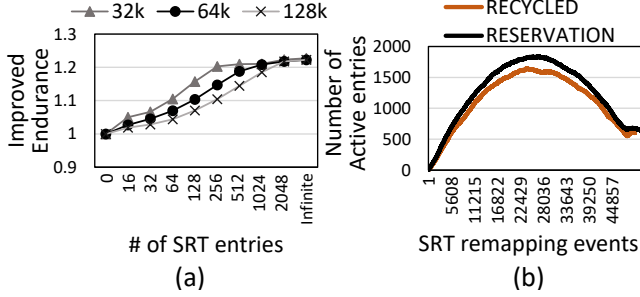 32k 64k 128k
Improved
Endurance
1.3
1.2
1.1
1
0.9
0
16
32
64
128
256
512
1024
2048
Infinite
# of SRT entries
(a)
RECYCLED
RESERVATION
Number of
Active entries
2000
1500
1000
500
0
1
5608
11215
16822
22429
28036
33643
39250
44857
SRT remapping events
(b)